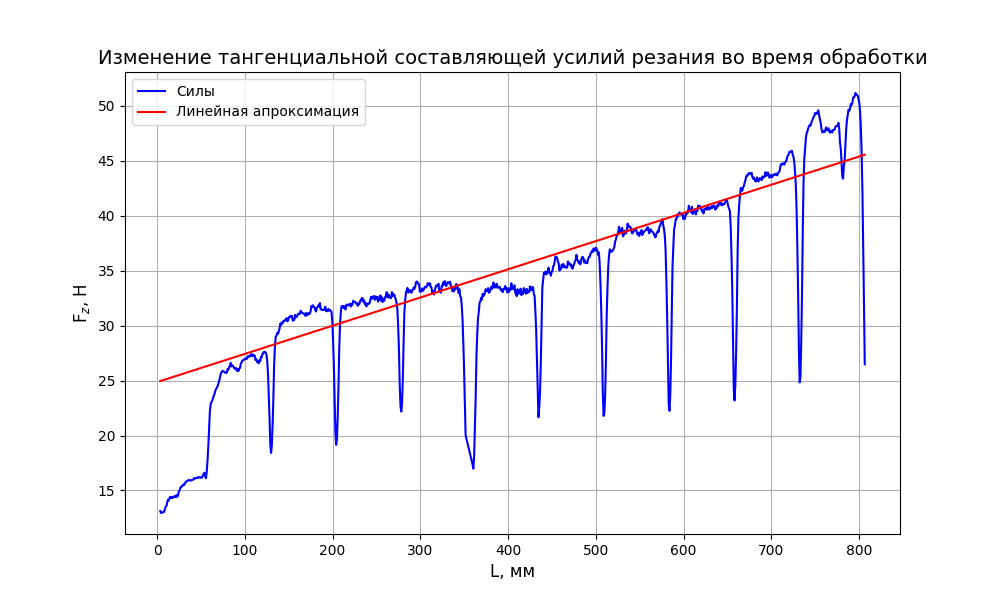 Изменение тангенциальной составляющей усилий резания во время обработки
Силы
Линейная апроксимация
50
45
40
35
30
25
20
15
F_z, Н
0 100 200 300 400 500 600 700 800
L, мм